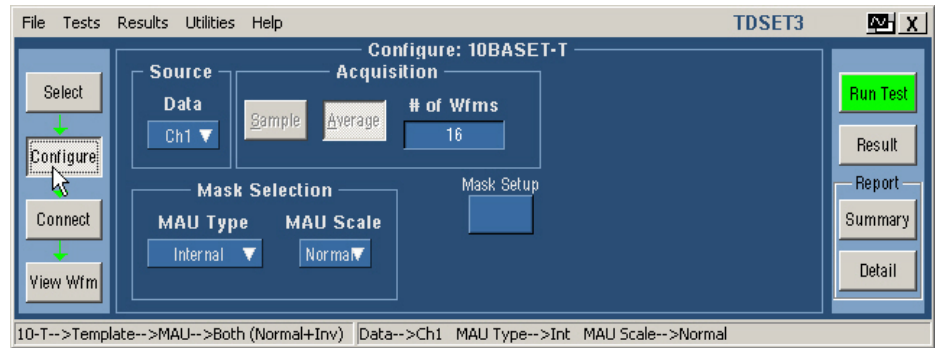 File Tests Results Utilities Help TDSET3 X
Configure: 10BASET-T
Select
Configure
Connect
View Wfm
Source
Data
Ch1
Acquisition
Sample Average
# of Wfms
16
Mask Selection
MAU Type MAU Scale
Internal Normal
Mask Setup
Run Test
Result
Report
Summary
Detail
10-T-->Template-->MAU-->Both (Normal+Inv) Data-->Ch1 MAU Type-->Int MAU Scale-->Normal